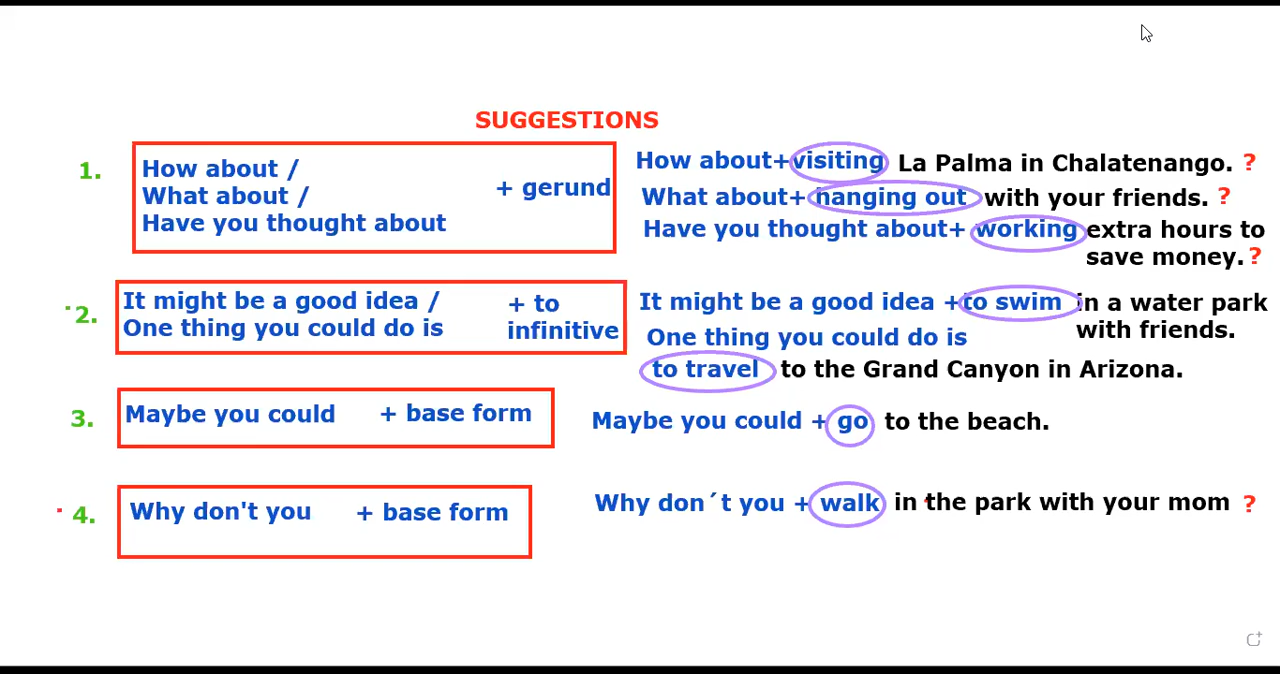 SUGGESTIONS
1.
How about /
What about /
Have you thought about
+ gerund
How about+ visiting La Palma in Chalatenango. ?
What about+ hanging out with your friends. ?
Have you thought about+ working extra hours to
save money. ?
2.
It might be a good idea /
One thing you could do is
+ to
infinitive
It might be a good idea + to swim in a water park
with friends.
One thing you could do is
to travel to the Grand Canyon in Arizona.
3.
Maybe you could + base form
Maybe you could + go to the beach.
4.
Why don't you + base form
Why don´t you + walk in the park with your mom ?